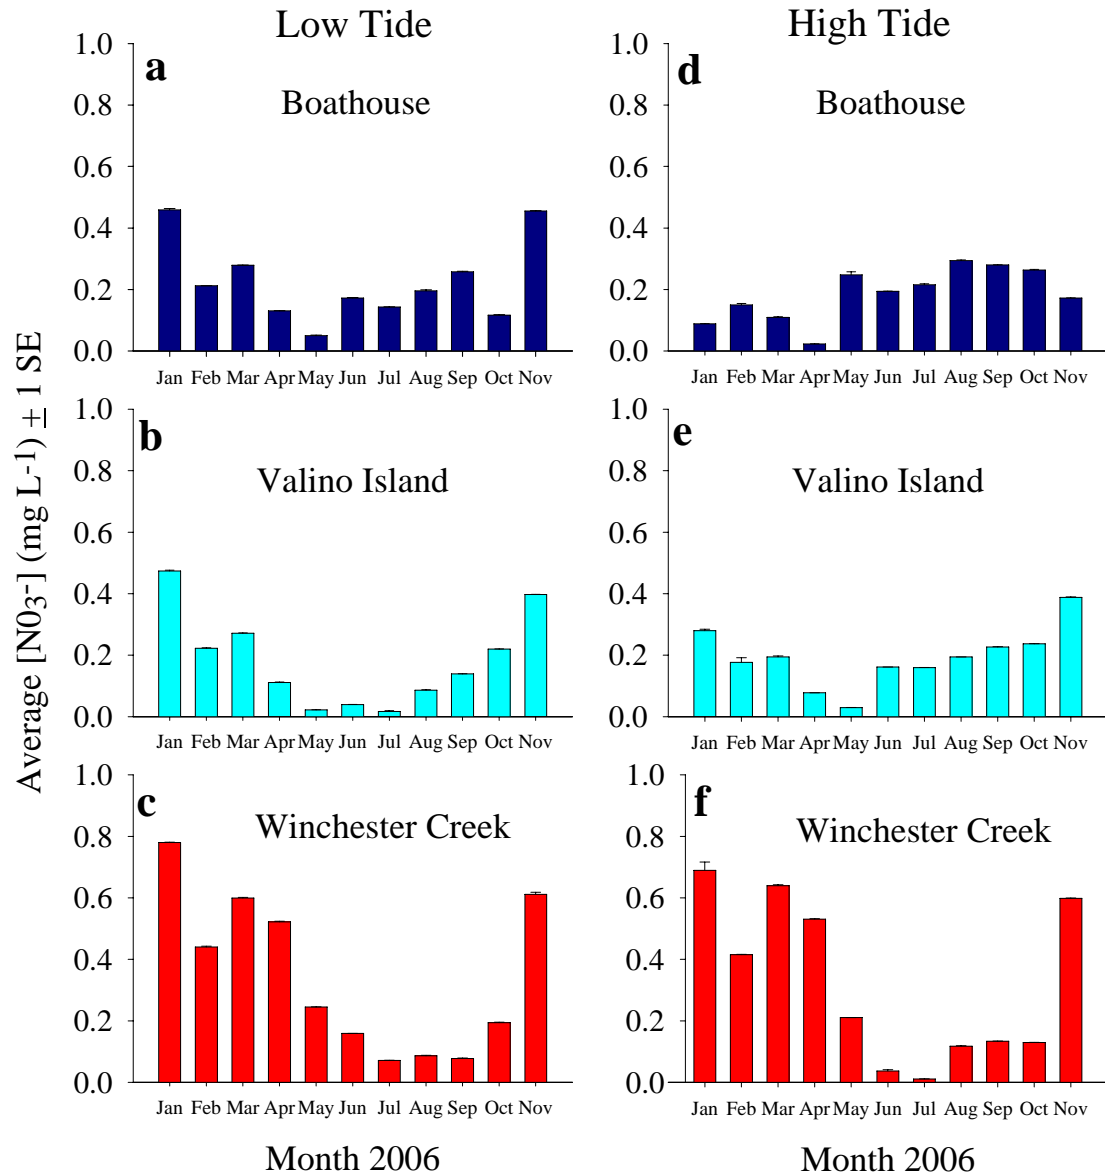 Low Tide
High Tide
Average [N03-] (mg L-1) ± 1 SE
1.0
a
0.8
Boathouse
0.6
0.4
0.2
0.0
Jan Feb Mar Apr May Jun Jul Aug Sep Oct Nov
1.0
d
0.8
Boathouse
0.6
0.4
0.2
0.0
Jan Feb Mar Apr May Jun Jul Aug Sep Oct Nov
1.0
b
0.8
Valino Island
0.6
0.4
0.2
0.0
Jan Feb Mar Apr May Jun Jul Aug Sep Oct Nov
1.0
e
0.8
Valino Island
0.6
0.4
0.2
0.0
Jan Feb Mar Apr May Jun Jul Aug Sep Oct Nov
1.0
c
0.8
Winchester Creek
0.6
0.4
0.2
0.0
Jan Feb Mar Apr May Jun Jul Aug Sep Oct Nov
Month 2006
1.0
f
0.8
Winchester Creek
0.6
0.4
0.2
0.0
Jan Feb Mar Apr May Jun Jul Aug Sep Oct Nov
Month 2006